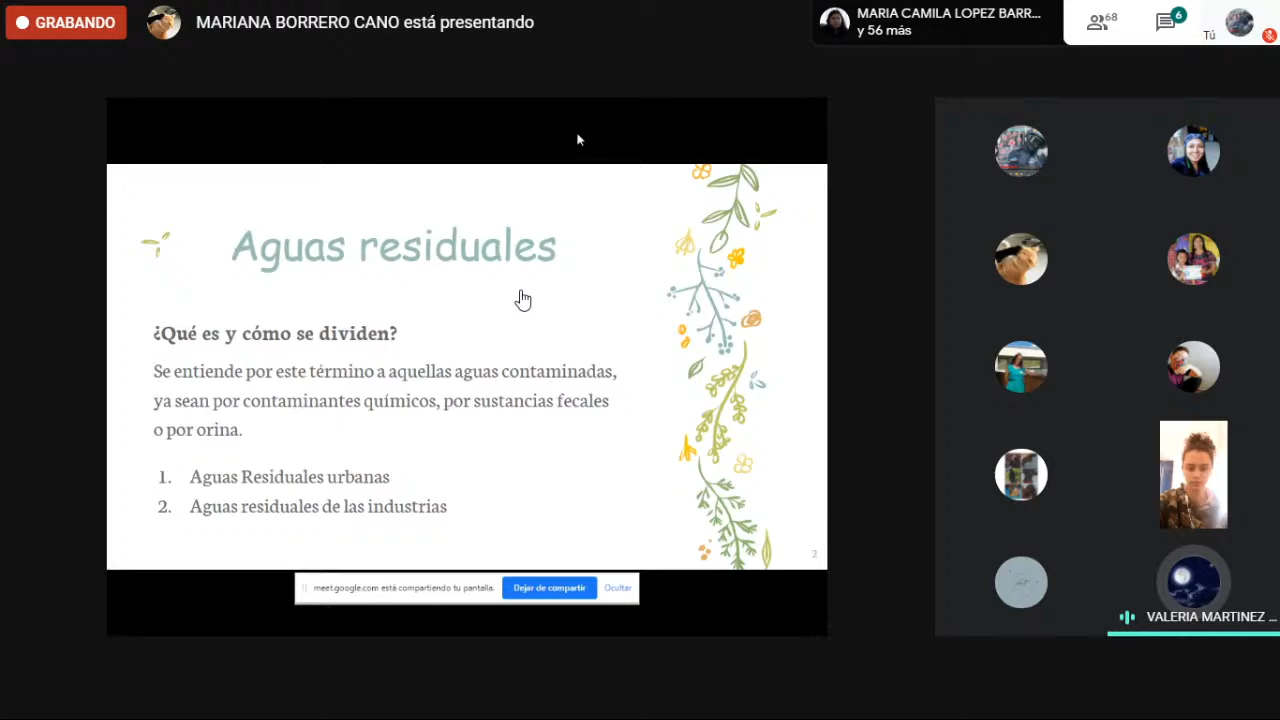 GRABANDO
MARIANA BORRERO CANO está presentando
MARIA CAMILA LOPEZ BARR...
y 56 más
68
6
Tú
Aguas residuales
¿Qué es y cómo se dividen?
Se entiende por este término a aquellas aguas contaminadas,
ya sean por contaminantes químicos, por sustancias fecales
o por orina.
1. Aguas Residuales urbanas
2. Aguas residuales de las industrias
2
meet.google.com está compartiendo tu pantalla.
Dejar de compartir
Ocultar
VALERIA MARTINEZ ...